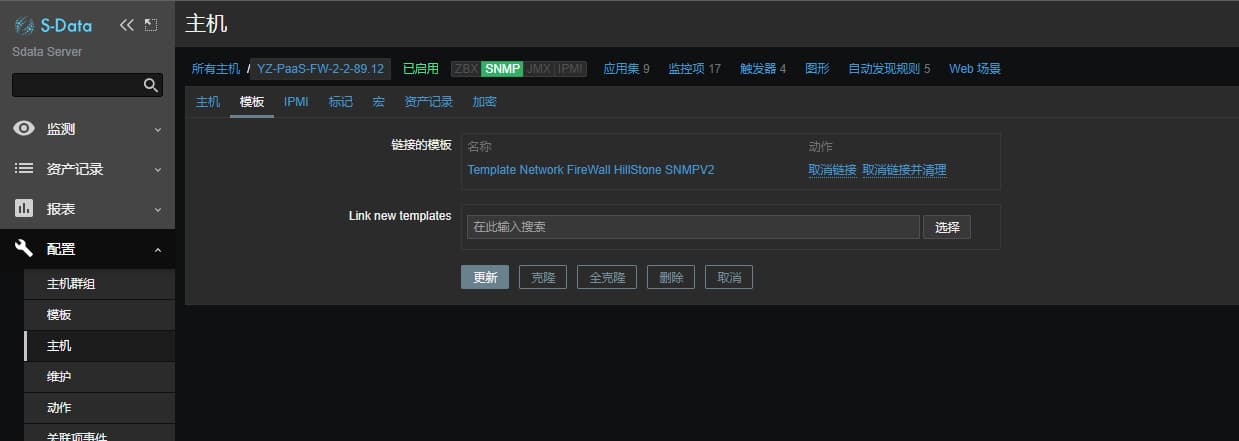 S-Data
Sdata Server
监测
资产记录
报表
配置
主机群组
模板
主机
维护
动作
关联项事件
主机
所有主机 / YZ-PaaS-FW-2-2-89.12 已启用 ZBX SNMP JMX IPMI 应用集 9 监控项 17 触发器 4 图形 自动发现规则 5 Web 场景
主机 模板 IPMI 标记 宏 资产记录 加密
链接的模板 名称 动作
Template Network FireWall HillStone SNMPV2 取消链接 取消链接并清理
Link new templates 在此输入搜索 选择
更新 克隆 全克隆 删除 取消